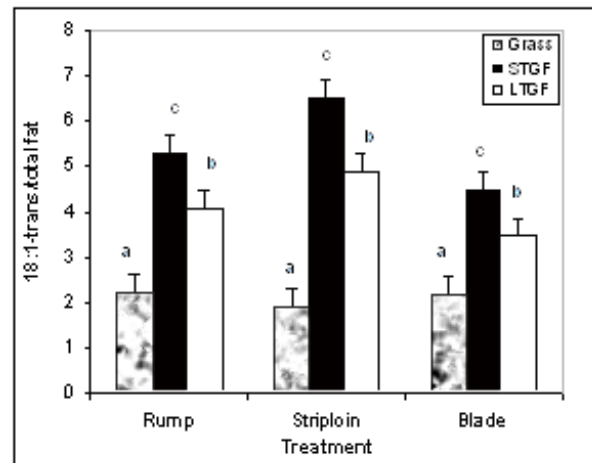 8
7
6
5
4
3
2
1
0
18:1-trans/total fat
Grass
STGF
LTGF
a
c
b
a
c
b
a
c
b
Rump Striploin Blade
Treatment